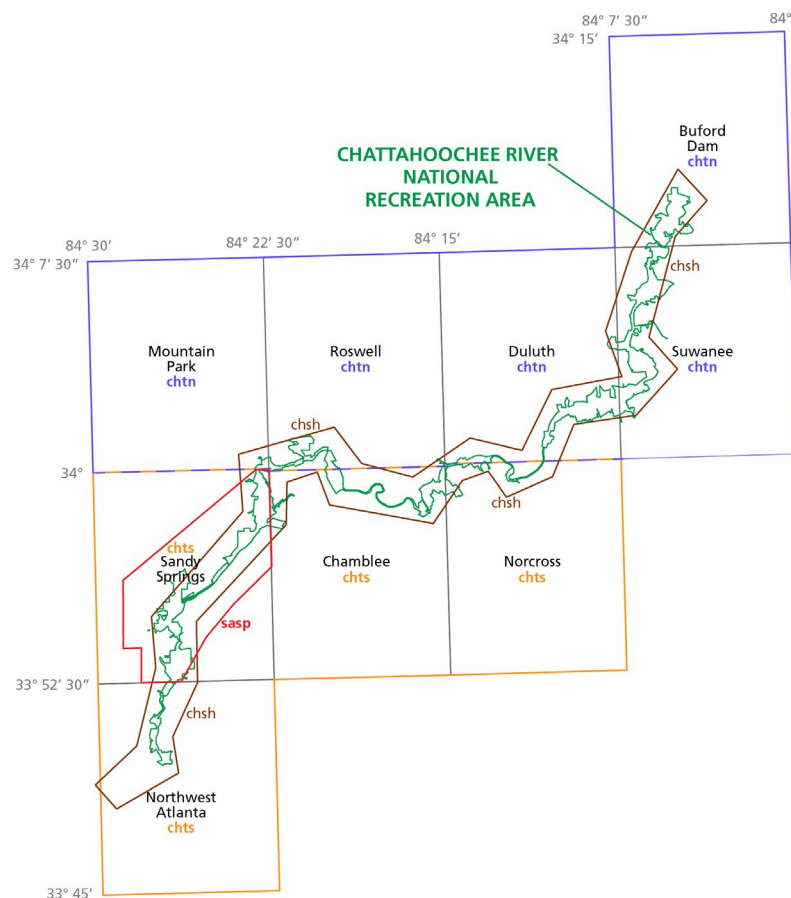 84° 7’ 30”
84°
34° 15’
Buford
Dam
chtn
CHATTAHOOCHEE RIVER
NATIONAL
RECREATION AREA
84° 30’
84° 22’ 30”
84° 15’
34° 7’ 30”
chsh
Mountain
Park
chtn
Roswell
chtn
Duluth
chtn
Suwanee
chtn
chsh
34°
chsh
chts
Sandy
Springs
Chamblee
chts
Norcross
chts
sasp
33° 52’ 30”
chsh
Northwest
Atlanta
chts
33° 45’